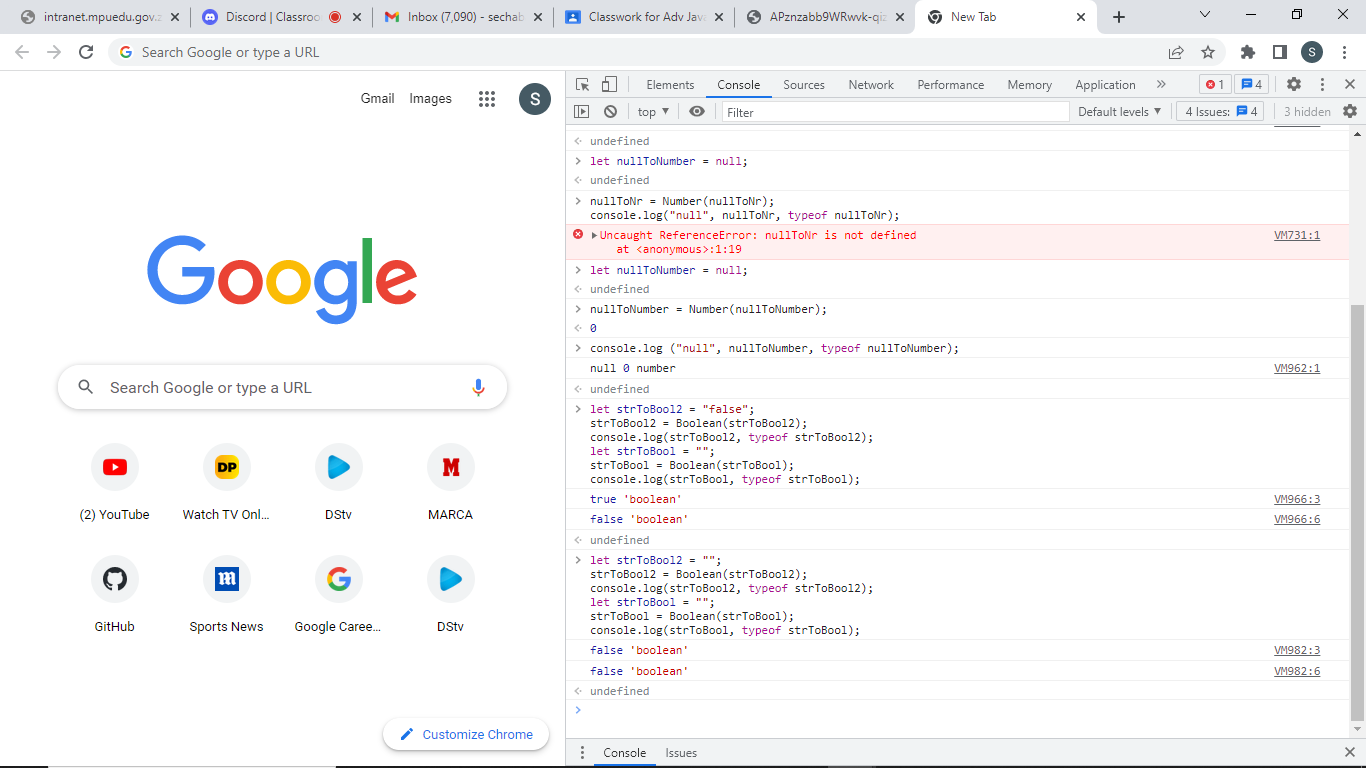 intranet.mpuedu.gov.z
Discord | Classroo
Inbox (7,090) - sechab
Classwork for Adv Java
APznzabb9WRwvk-qiz
New Tab
Search Google or type a URL
S
Gmail
Images
S
Google
Search Google or type a URL
(2) YouTube
DP
Watch TV Onl...
DStv
M
MARCA
GitHub
m
Sports News
Google Caree...
DStv
Customize Chrome
Elements
Console
Sources
Network
Performance
Memory
Application
1
4
top
Filter
Default levels
4 Issues:
4
3 hidden
undefined
let nullToNumber = null;
undefined
nullToNr = Number(nullToNr);
console.log("null", nullToNr, typeof nullToNr);
Uncaught ReferenceError: nullToNr is not defined
VM731:1
at <anonymous>:1:19
let nullToNumber = null;
undefined
nullToNumber = Number(nullToNumber);
0
console.log ("null", nullToNumber, typeof nullToNumber);
null 0 number
VM962:1
undefined
let strToBool2 = "false";
strToBool2 = Boolean(strToBool2);
console.log(strToBool2, typeof strToBool2);
let strToBool = "";
strToBool = Boolean(strToBool);
console.log(strToBool, typeof strToBool);
true 'boolean'
VM966:3
false 'boolean'
VM966:6
undefined
let strToBool2 = "";
strToBool2 = Boolean(strToBool2);
console.log(strToBool2, typeof strToBool2);
let strToBool = "";
strToBool = Boolean(strToBool);
console.log(strToBool, typeof strToBool);
false 'boolean'
VM982:3
false 'boolean'
VM982:6
undefined
Console
Issues